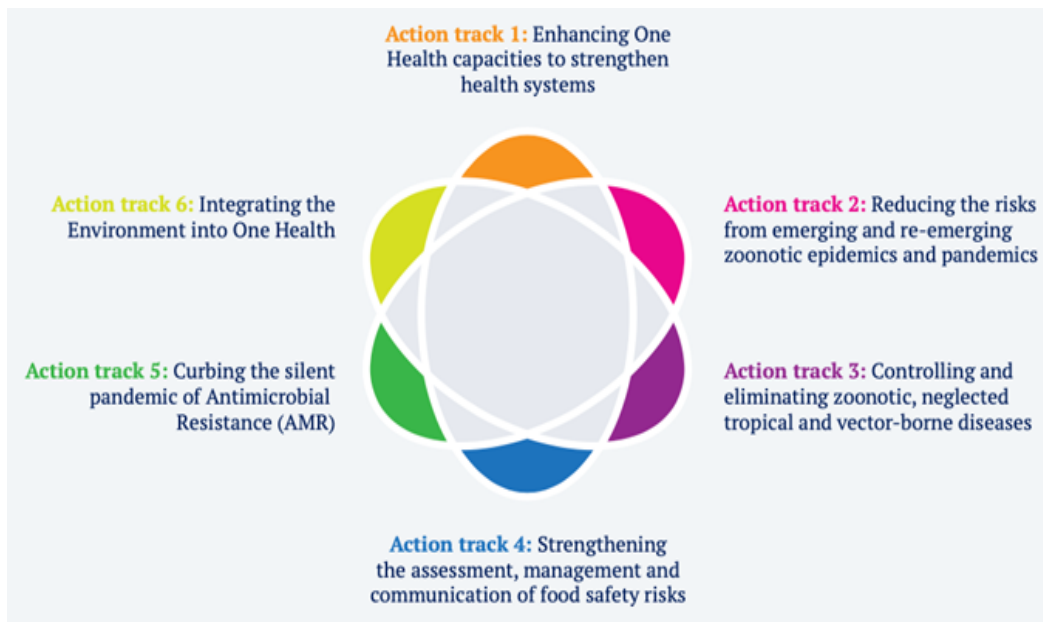 Action track 1: Enhancing One
Health capacities to strengthen
health systems
Action track 2: Reducing the risks
from emerging and re-emerging
zoonotic epidemics and pandemics
Action track 3: Controlling and
eliminating zoonotic, neglected
tropical and vector-borne diseases
Action track 4: Strengthening
the assessment, management and
communication of food safety risks
Action track 5: Curbing the silent
pandemic of Antimicrobial
Resistance (AMR)
Action track 6: Integrating the
Environment into One Health